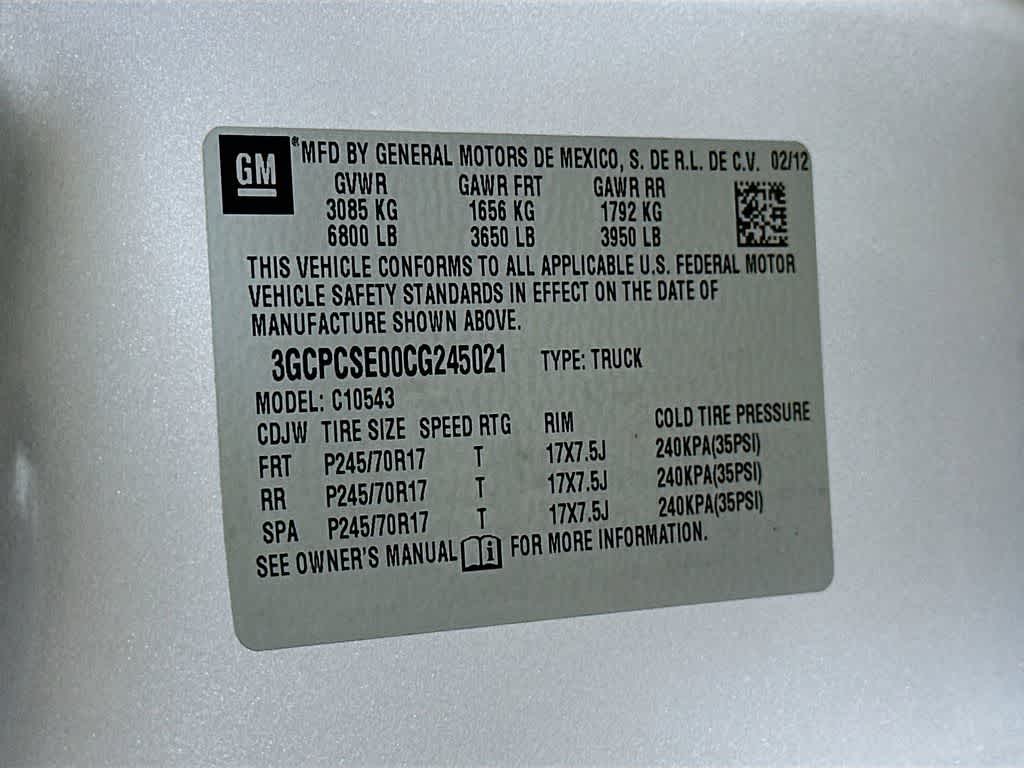 GM
® MFD BY GENERAL MOTORS DE MEXICO, S. DE R.L. DE C.V. 02/12
GVWR GAWR FRT GAWR RR
3085 KG 1656 KG 1792 KG
6800 LB 3650 LB 3950 LB
THIS VEHICLE CONFORMS TO ALL APPLICABLE U.S. FEDERAL MOTOR
VEHICLE SAFETY STANDARDS IN EFFECT ON THE DATE OF
MANUFACTURE SHOWN ABOVE.
3GCPCSE00CG245021 TYPE: TRUCK
MODEL: C10543
CDJW TIRE SIZE SPEED RTG RIM COLD TIRE PRESSURE
FRT P245/70R17 T 17X7.5J 240KPA(35PSI)
RR P245/70R17 T 17X7.5J 240KPA(35PSI)
SPA P245/70R17 T 17X7.5J 240KPA(35PSI)
SEE OWNER'S MANUAL i FOR MORE INFORMATION.